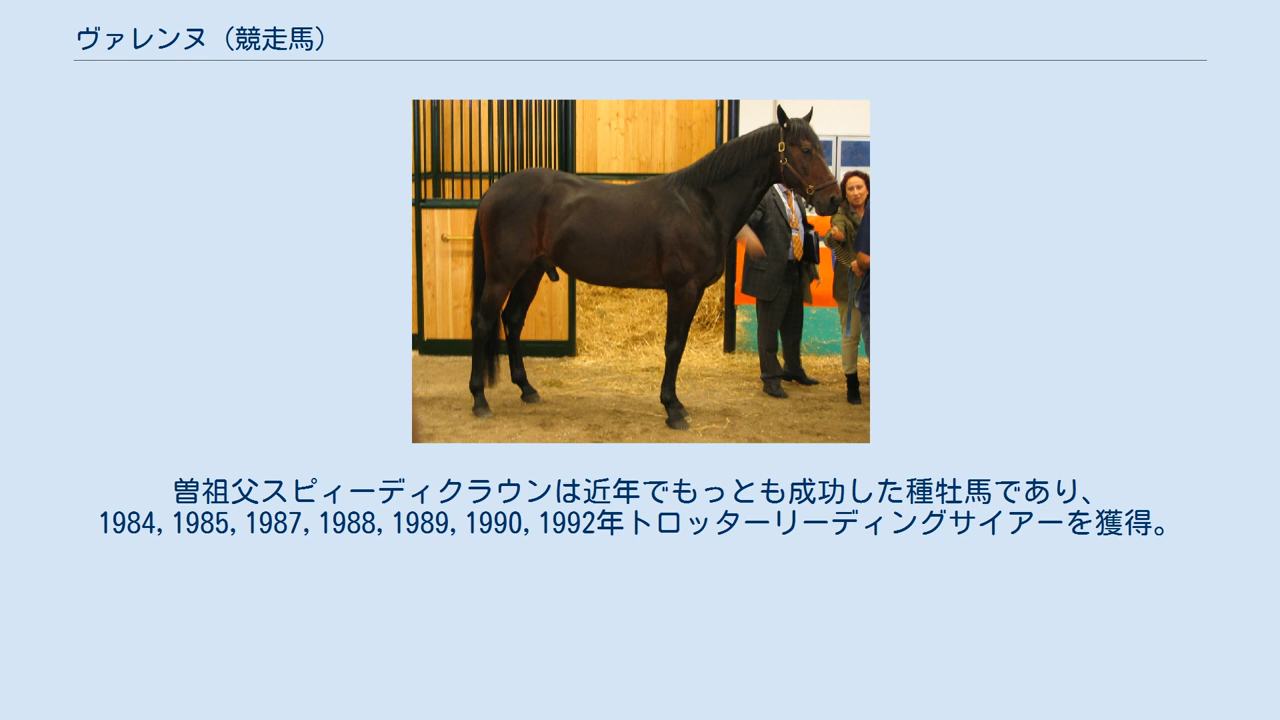 ヴァレンヌ（競走馬）
曽祖父スピィーディクラウンは近年でもっとも成功した種牡馬であり、
1984, 1985, 1987, 1988, 1989, 1990, 1992年トロッターリーディングサイアーを獲得。